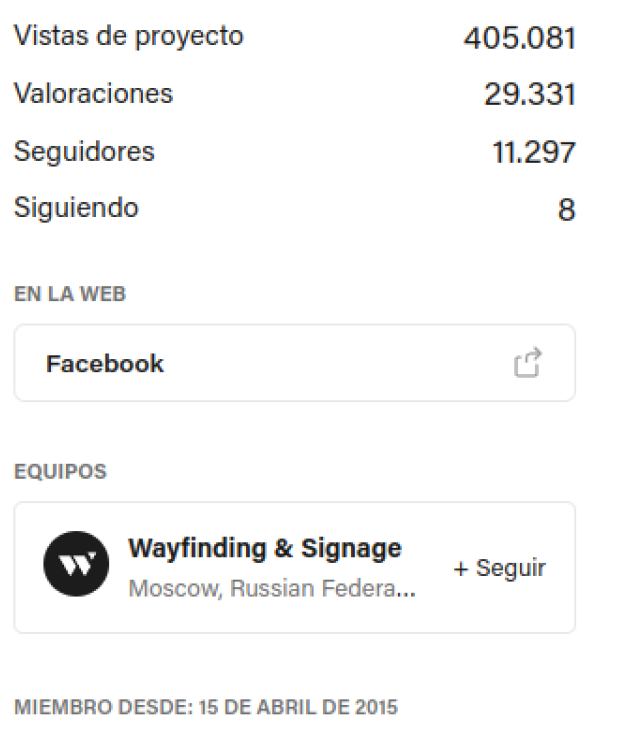 Vistas de proyecto 405.081
Valoraciones 29.331
Seguidores 11.297
Siguiendo 8
EN LA WEB
Facebook
EQUIPOS
W
Wayfinding & Signage
+ Seguir
Moscow, Russian Federa...
MIEMBRO DESDE: 15 DE ABRIL DE 2015